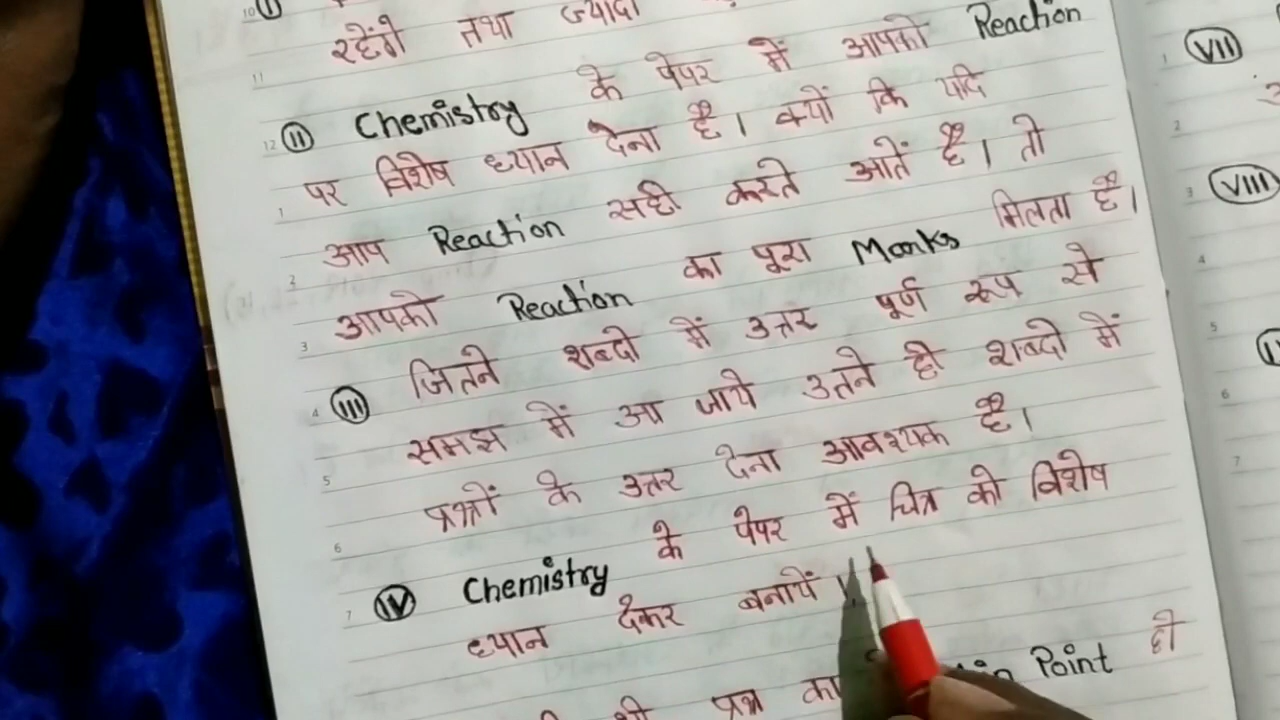 रहेंगे तथा ज्यादा
(II) Chemistry के पेपर में आपको Reaction
पर विशेष ध्यान देना है। क्यों कि यदि
आप Reaction सही करते आतें है। तो
आपको Reaction का पूरा Marks मिलता है।
(III) जितने शब्दो में उत्तर पूर्ण रूप से
समझ में आ जाये उतने ही शब्दो में
प्रश्नों के उत्तर देना आवश्यक है।
(IV) Chemistry के पेपर में चित्र को विशेष
ध्यान देकर बनायें।
प्रश्न का Point ही
VII
VIII